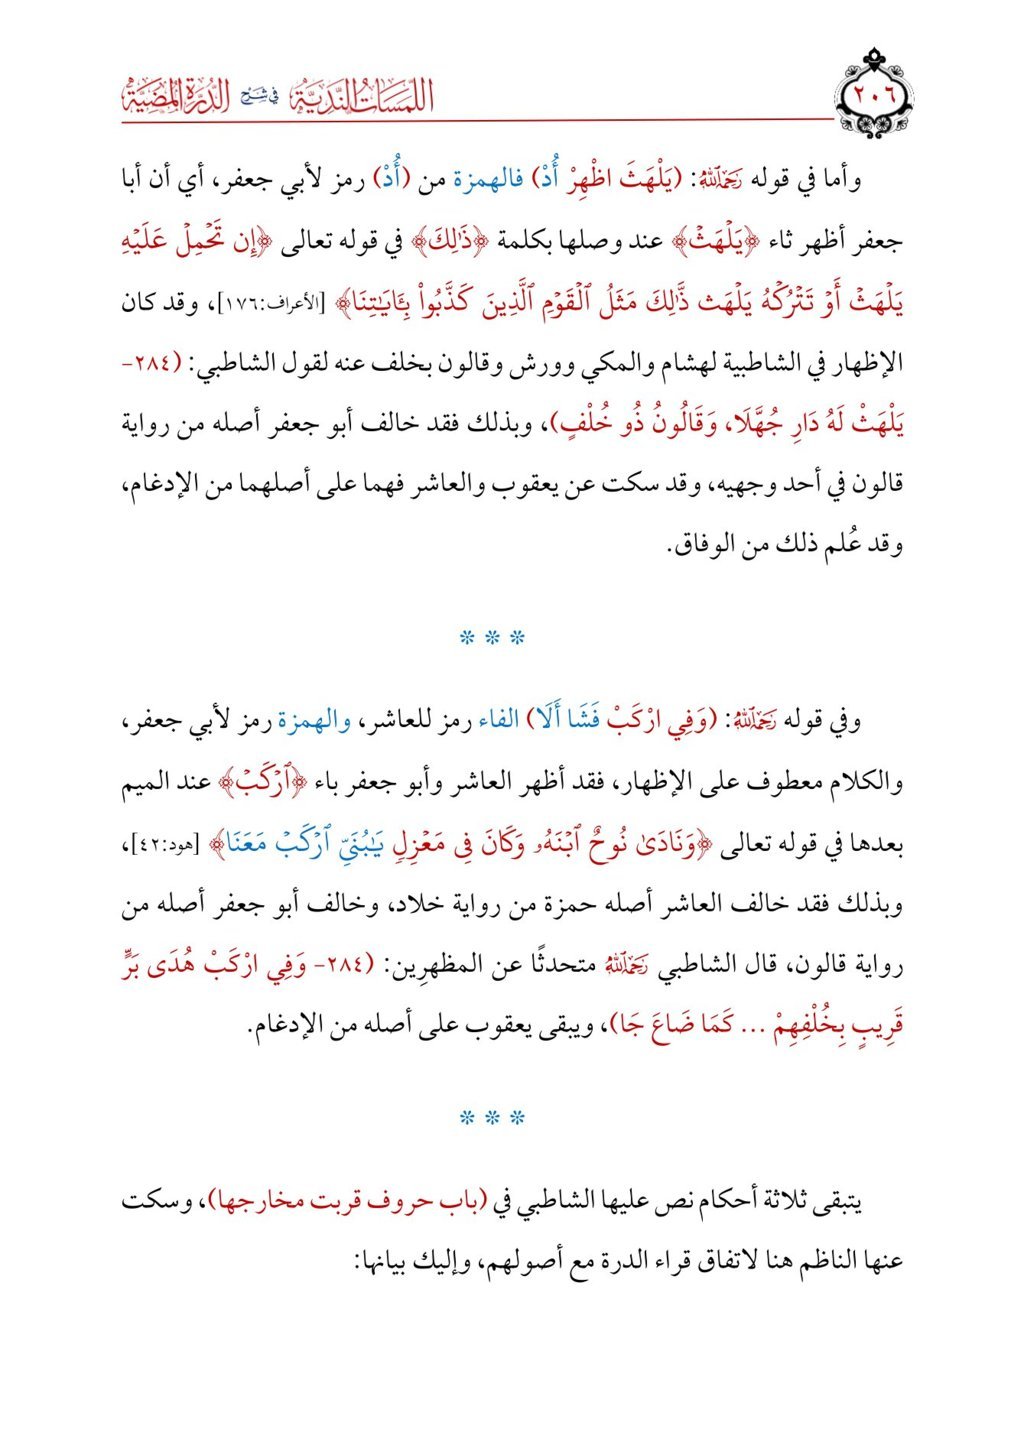 ٢٠٦
اللمسات الندية في شرح الدرة المضية
وأما في قوله رحمه الله: (يَلْهَثَ اظْهِرْ أُدْ) فالهمزة من (أُدْ) رمز لأبي جعفر، أي أن أبا
جعفر أظهر ثاء ﴿يَلْهَثۡ﴾ عند وصلها بكلمة ﴿ذَٰلِكَ﴾ في قوله تعالى ﴿إِن تَحۡمِلۡ عَلَيۡهِ
يَلۡهَثۡ أَوۡ تَتۡرُكۡهُ يَلۡهَث ذَّٰلِكَ مَثَلُ ٱلۡقَوۡمِ ٱلَّذِينَ كَذَّبُواْ بِـَٔايَٰتِنَا﴾ [الأعراف:١٧٦]، وقد كان
الإظهار في الشاطبية لهشام والمكي وورش وقالون بخلف عنه لقول الشاطبي: (٢٨٤-
يَلْهَثْ لَهُ دَارِ جُهَّلَا، وَقَالُونُ ذُو خُلْفٍ)، وبذلك فقد خالف أبو جعفر أصله من رواية
قالون في أحد وجهيه، وقد سكت عن يعقوب والعاشر فهما على أصلهما من الإدغام،
وقد عُلم ذلك من الوفاق.
* * *
وفي قوله رحمه الله: (وَفِي ارْكَبْ فَشَا أَلَا) الفاء رمز للعاشر، والهمزة رمز لأبي جعفر،
والكلام معطوف على الإظهار، فقد أظهر العاشر وأبو جعفر باء ﴿ٱرۡكَبۡ﴾ عند الميم
بعدها في قوله تعالى ﴿وَنَادَىٰ نُوحٌ ٱبۡنَهُۥ وَكَانَ فِي مَعۡزِلٖ يَٰبُنَيِّ ٱرۡكَبۡ مَعَنَا﴾ [هود:٤٢]،
وبذلك فقد خالف العاشر أصله حمزة من رواية خلاد، وخالف أبو جعفر أصله من
رواية قالون، قال الشاطبي رحمه الله متحدثًا عن المظهرِين: (٢٨٤- وَفِي ارْكَبْ هُدَى بَرٍّ
قَرِيبٍ بِخُلْفِهِمْ ... كَمَا ضَاعَ جَا)، ويبقى يعقوب على أصله من الإدغام.
* * *
يتبقى ثلاثة أحكام نص عليها الشاطبي في (باب حروف قربت مخارجها)، وسكت
عنها الناظم هنا لاتفاق قراء الدرة مع أصولهم، وإليك بيانها: